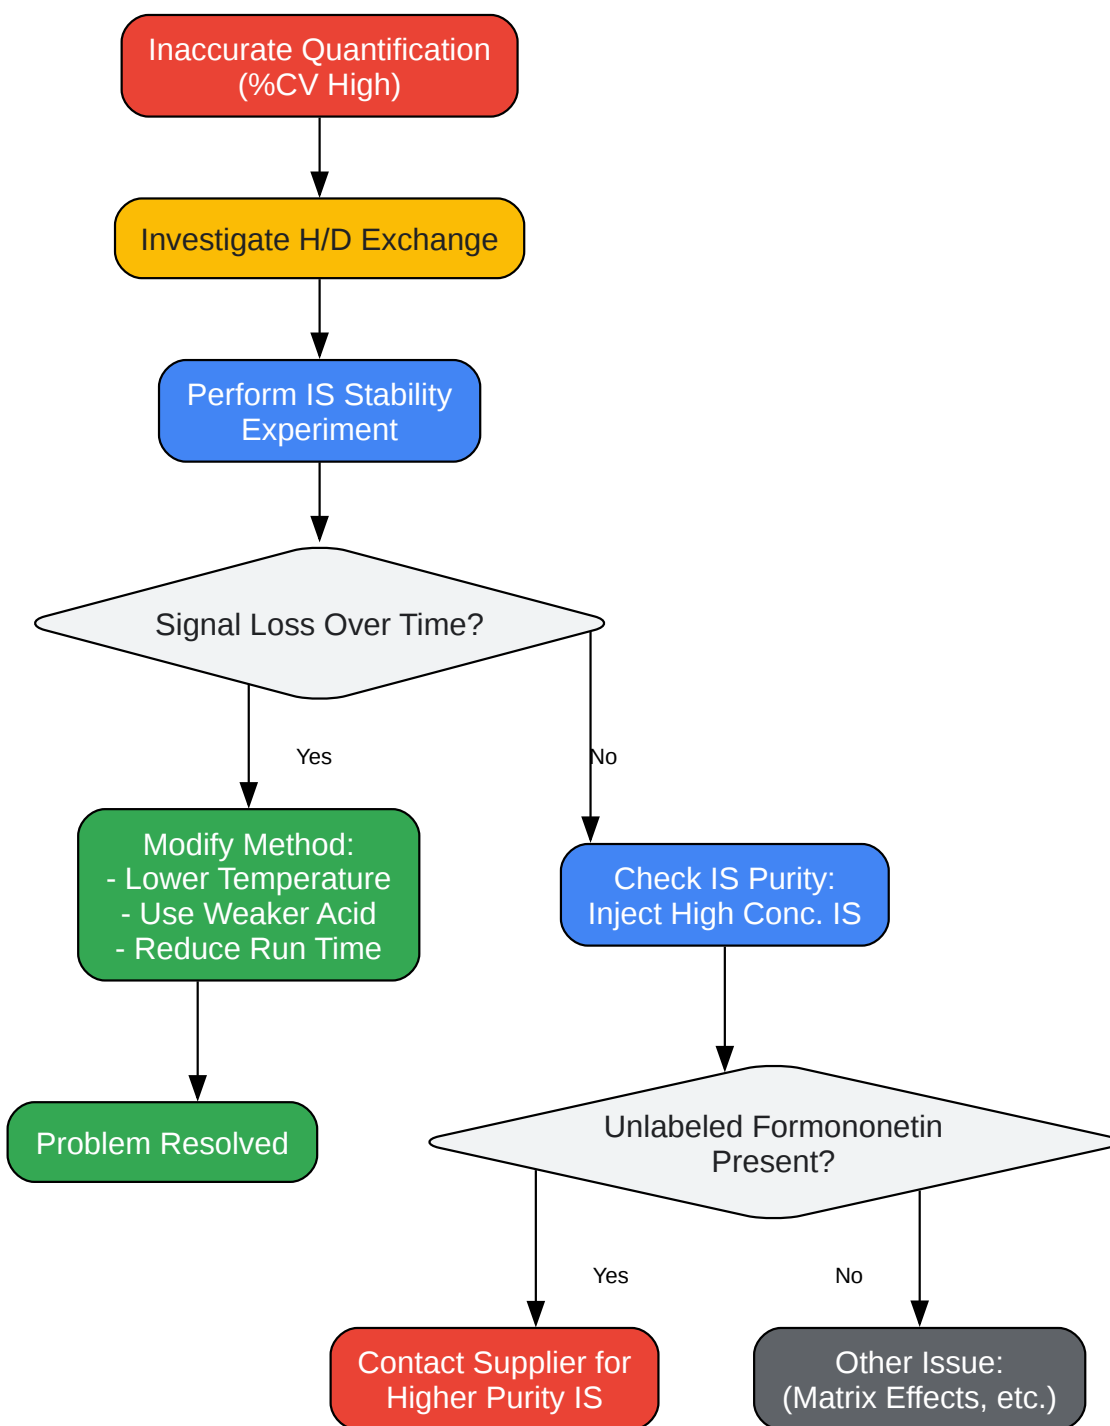 Inaccurate Quantification
(%CV High)
Investigate H/D Exchange
Perform IS Stability
Experiment
Signal Loss Over Time?
Yes
No
Modify Method:
- Lower Temperature
- Use Weaker Acid
- Reduce Run Time
Check IS Purity:
Inject High Conc. IS
Problem Resolved
Unlabeled Formononetin
Present?
Yes
No
Contact Supplier for
Higher Purity IS
Other Issue:
(Matrix Effects, etc.)